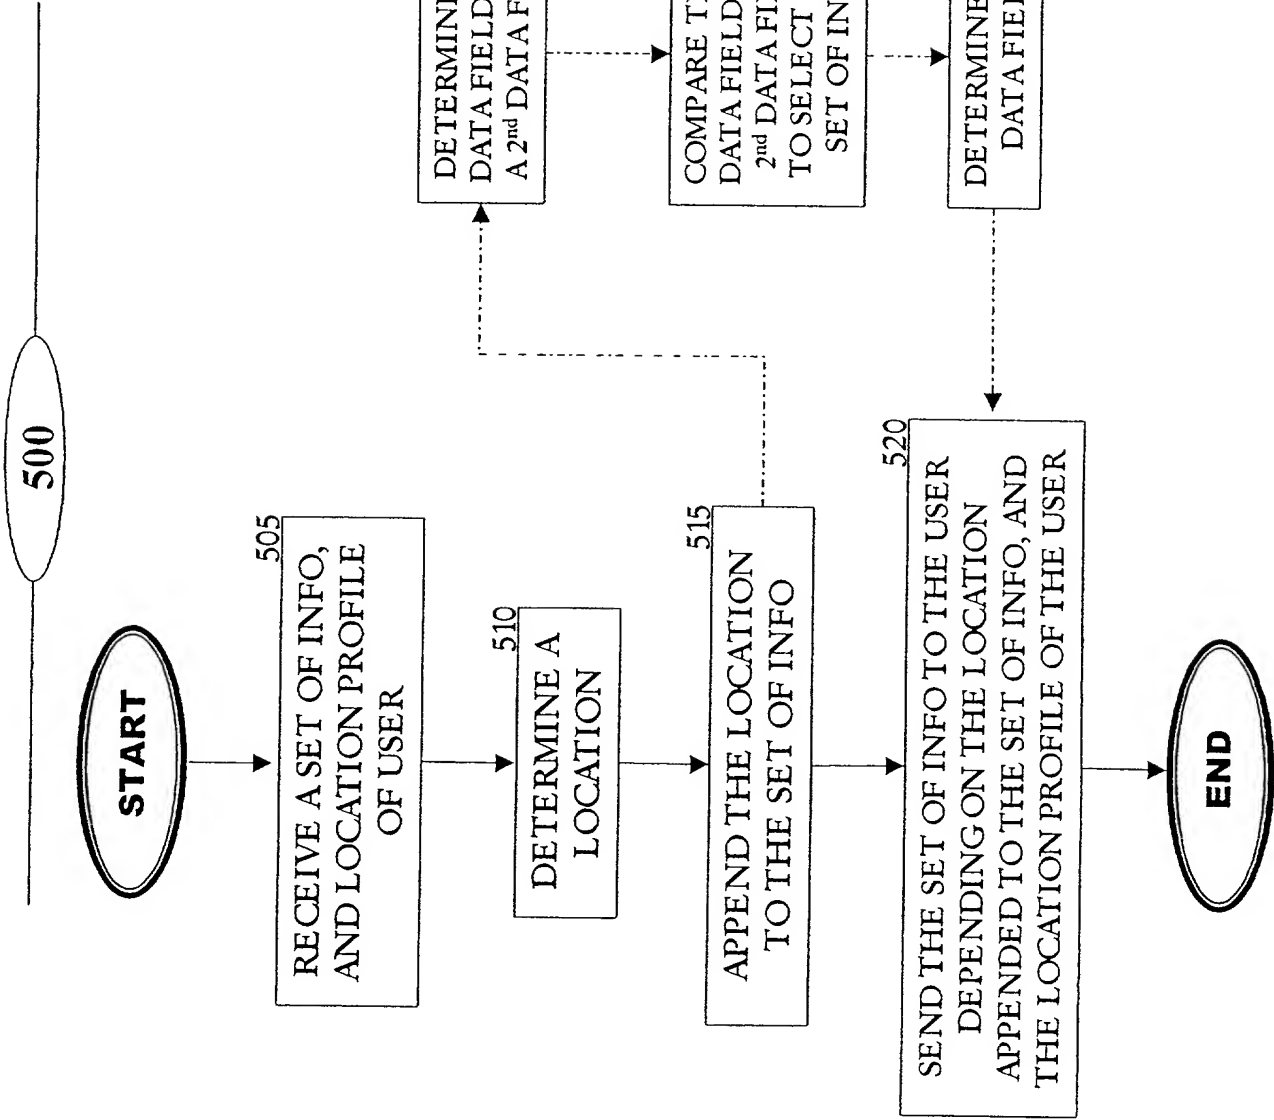 500
START
505
RECEIVE A SET OF INFO,
AND LOCATION PROFILE
OF USER
510
DETERMINE A
LOCATION
515
APPEND THE LOCATION
TO THE SET OF INFO
520
SEND THE SET OF INFO TO THE USER
DEPENDING ON THE LOCATION
APPENDED TO THE SET OF INFO, AND
THE LOCATION PROFILE OF THE USER
END
DETERMINE
DATA FIELD
A 2nd DATA F
COMPARE T
DATA FIELD
2nd DATA FI
TO SELECT
SET OF IN
DETERMINE
DATA FIEL